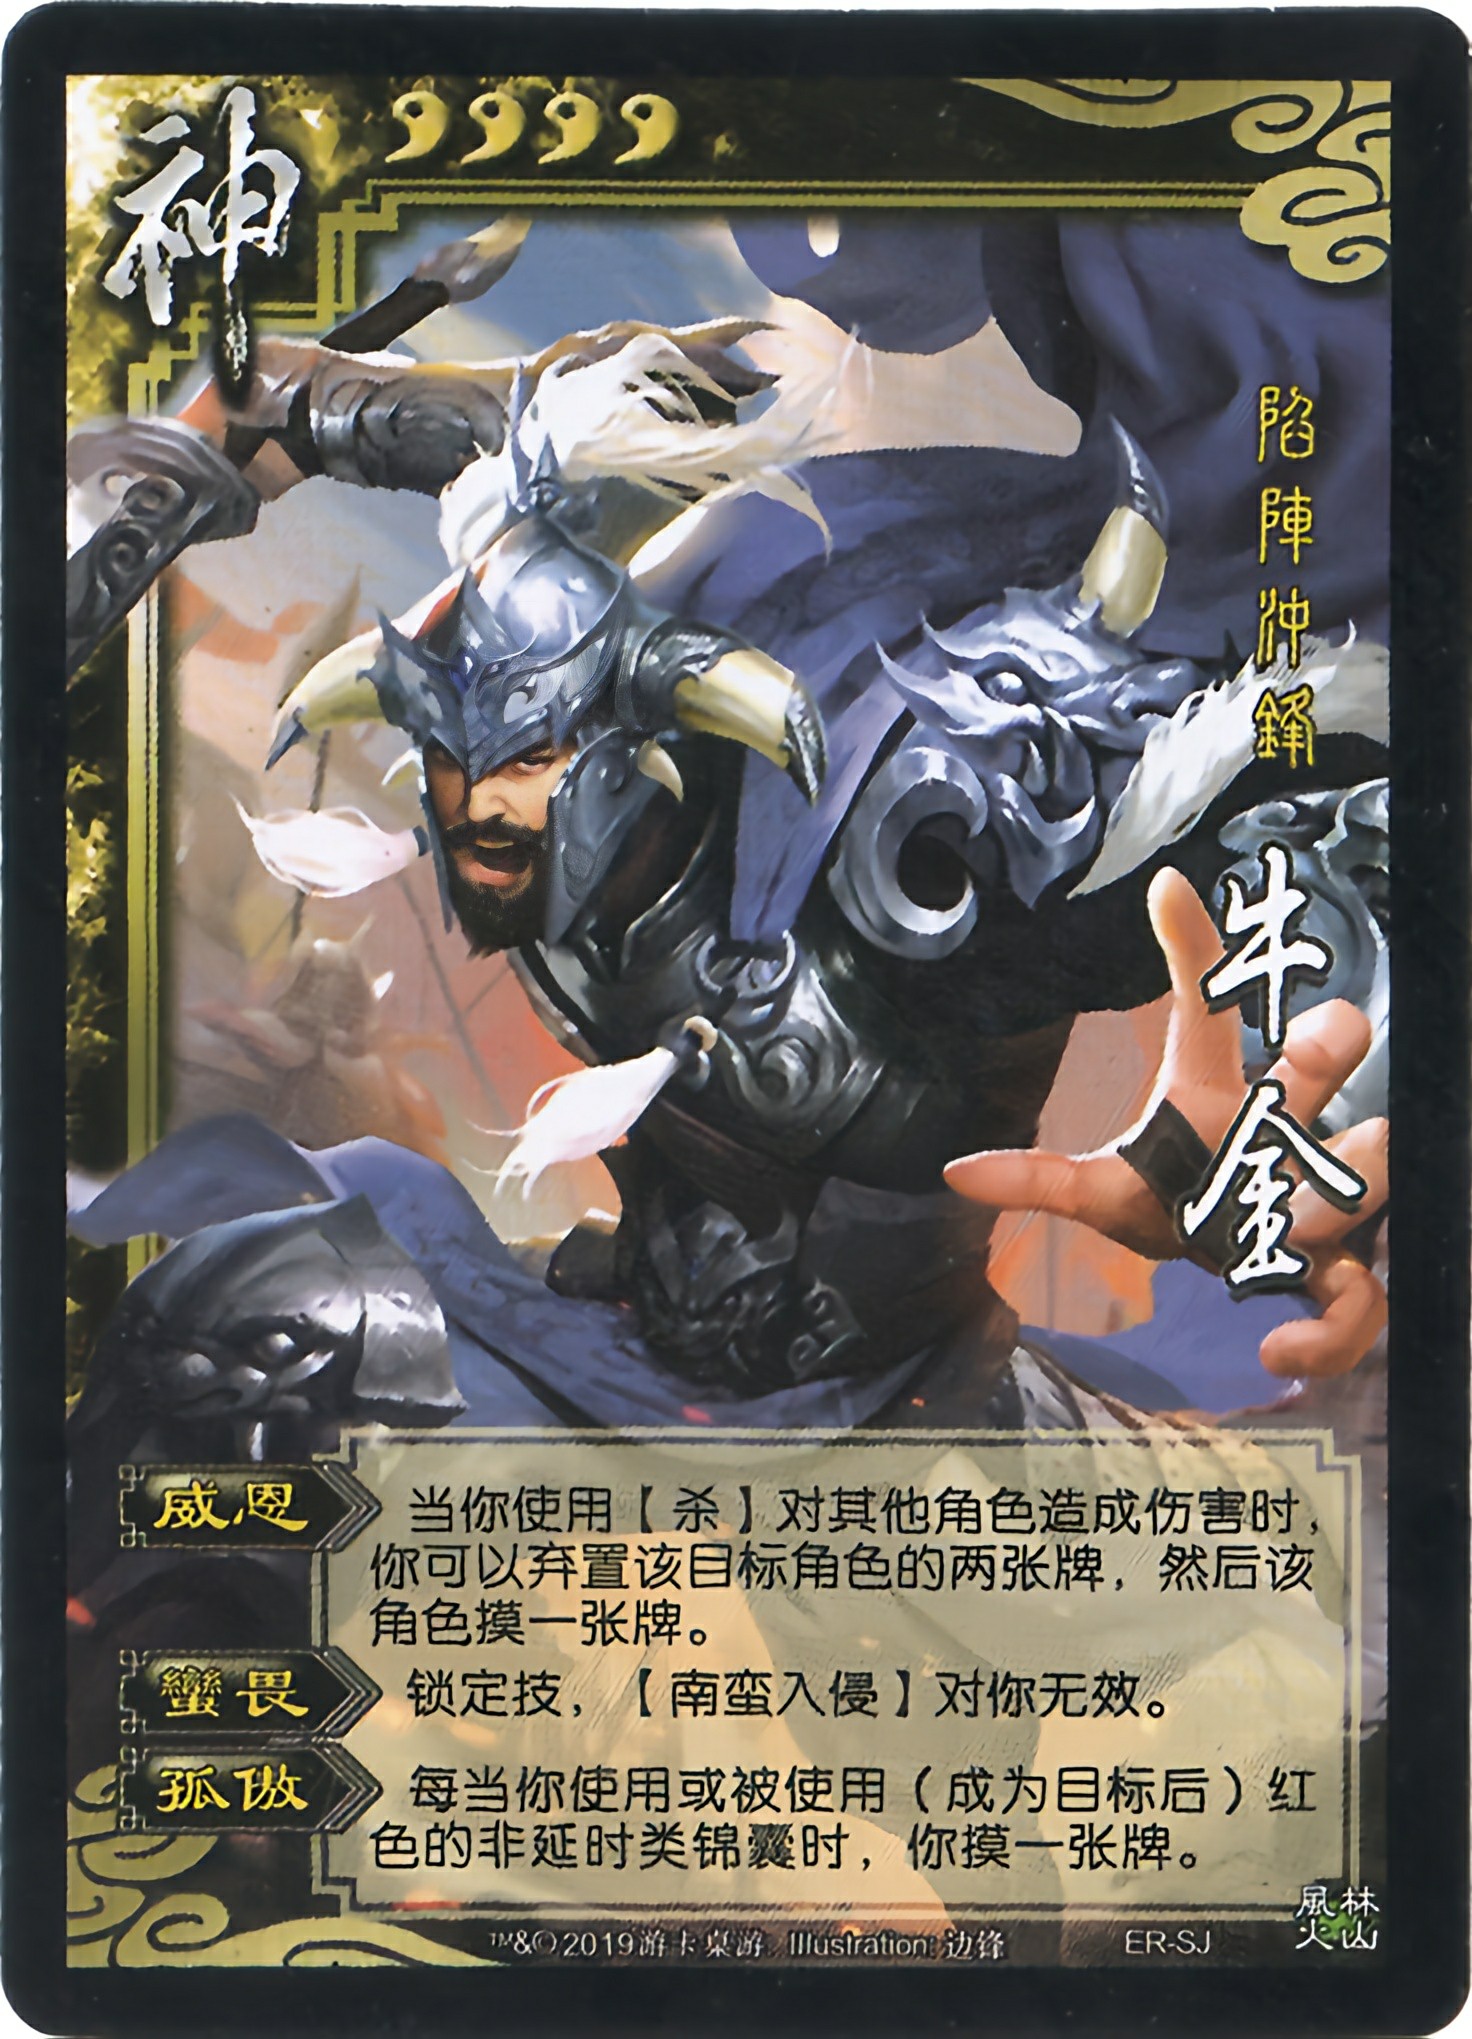 神
陷陣沖鋒
牛金
威恩
当你使用【杀】对其他角色造成伤害时，
你可以弃置该目标角色的两张牌，然后该
角色摸一张牌。
蠻畏
锁定技，【南蛮入侵】对你无效。
孤傲
每当你使用或被使用（成为目标后）红
色的非延时类锦囊时，你摸一张牌。
™&©2019游卡桌游 Illustration: 边锋
ER-SJ
風林
火山